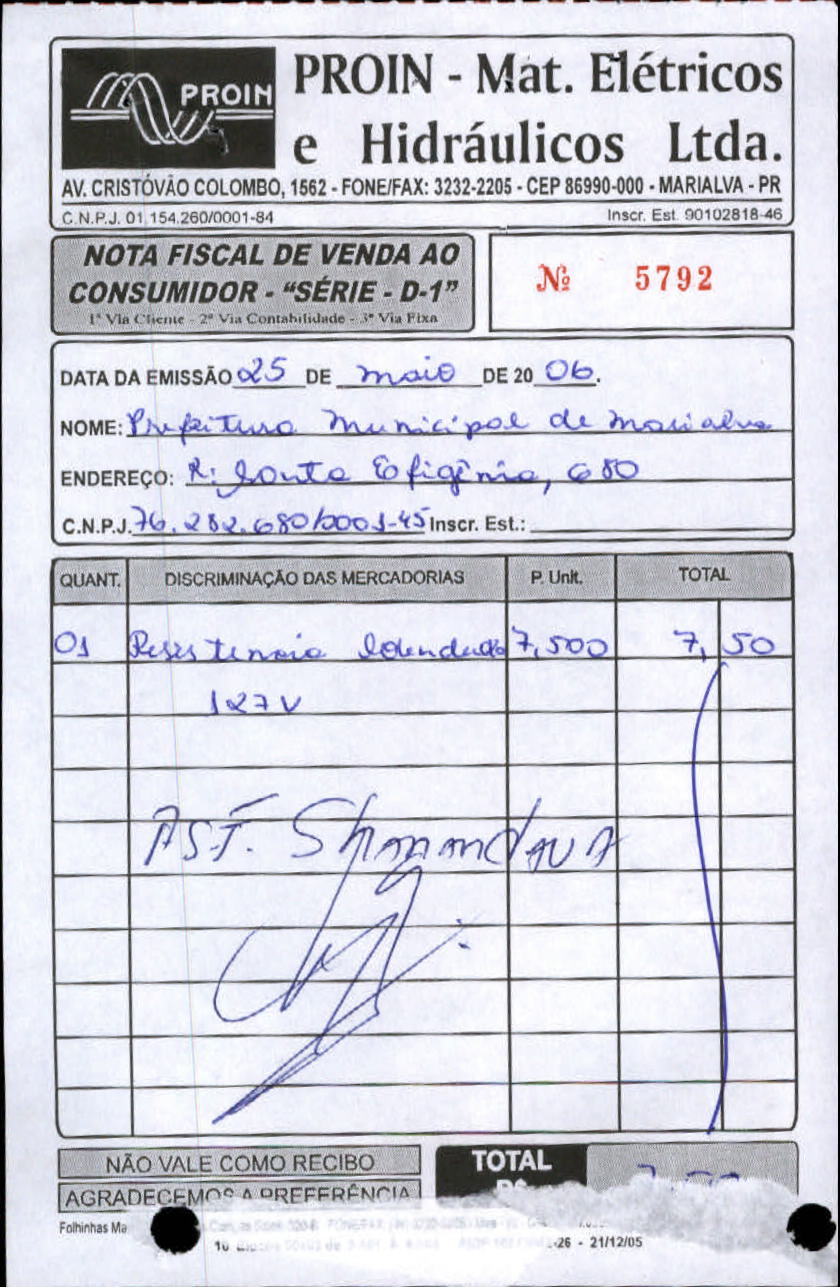 PROIN
PROIN - Mat. Elétricos
e Hidráulicos Ltda.
AV. CRISTÓVÃO COLOMBO, 1562 - FONE/FAX: 3232-2205 - CEP 86990-000 - MARIALVA - PR
C.N.P.J. 01.154.260/0001-84 Inscr. Est. 90102818-46
NOTA FISCAL DE VENDA AO
CONSUMIDOR - “SÉRIE - D-1”
1ª Via Cliente - 2ª Via Contabilidade - 3ª Via Fixa
Nº 5792
DATA DA EMISSÃO 25 DE maio DE 20 06.
NOME: Prefeitura Municipal de Marialva
ENDEREÇO: R: Santa Efigênia, 680
C.N.P.J. 76.282.680/0001-45 Inscr. Est.:
QUANT. DISCRIMINAÇÃO DAS MERCADORIAS P. Unit. TOTAL
01 Resistencia 7,500 7,50
127V
NÃO VALE COMO RECIBO
AGRADECEMOS A PREFERÊNCIA
TOTAL
R$
Folhinhas
10 26 - 21/12/05